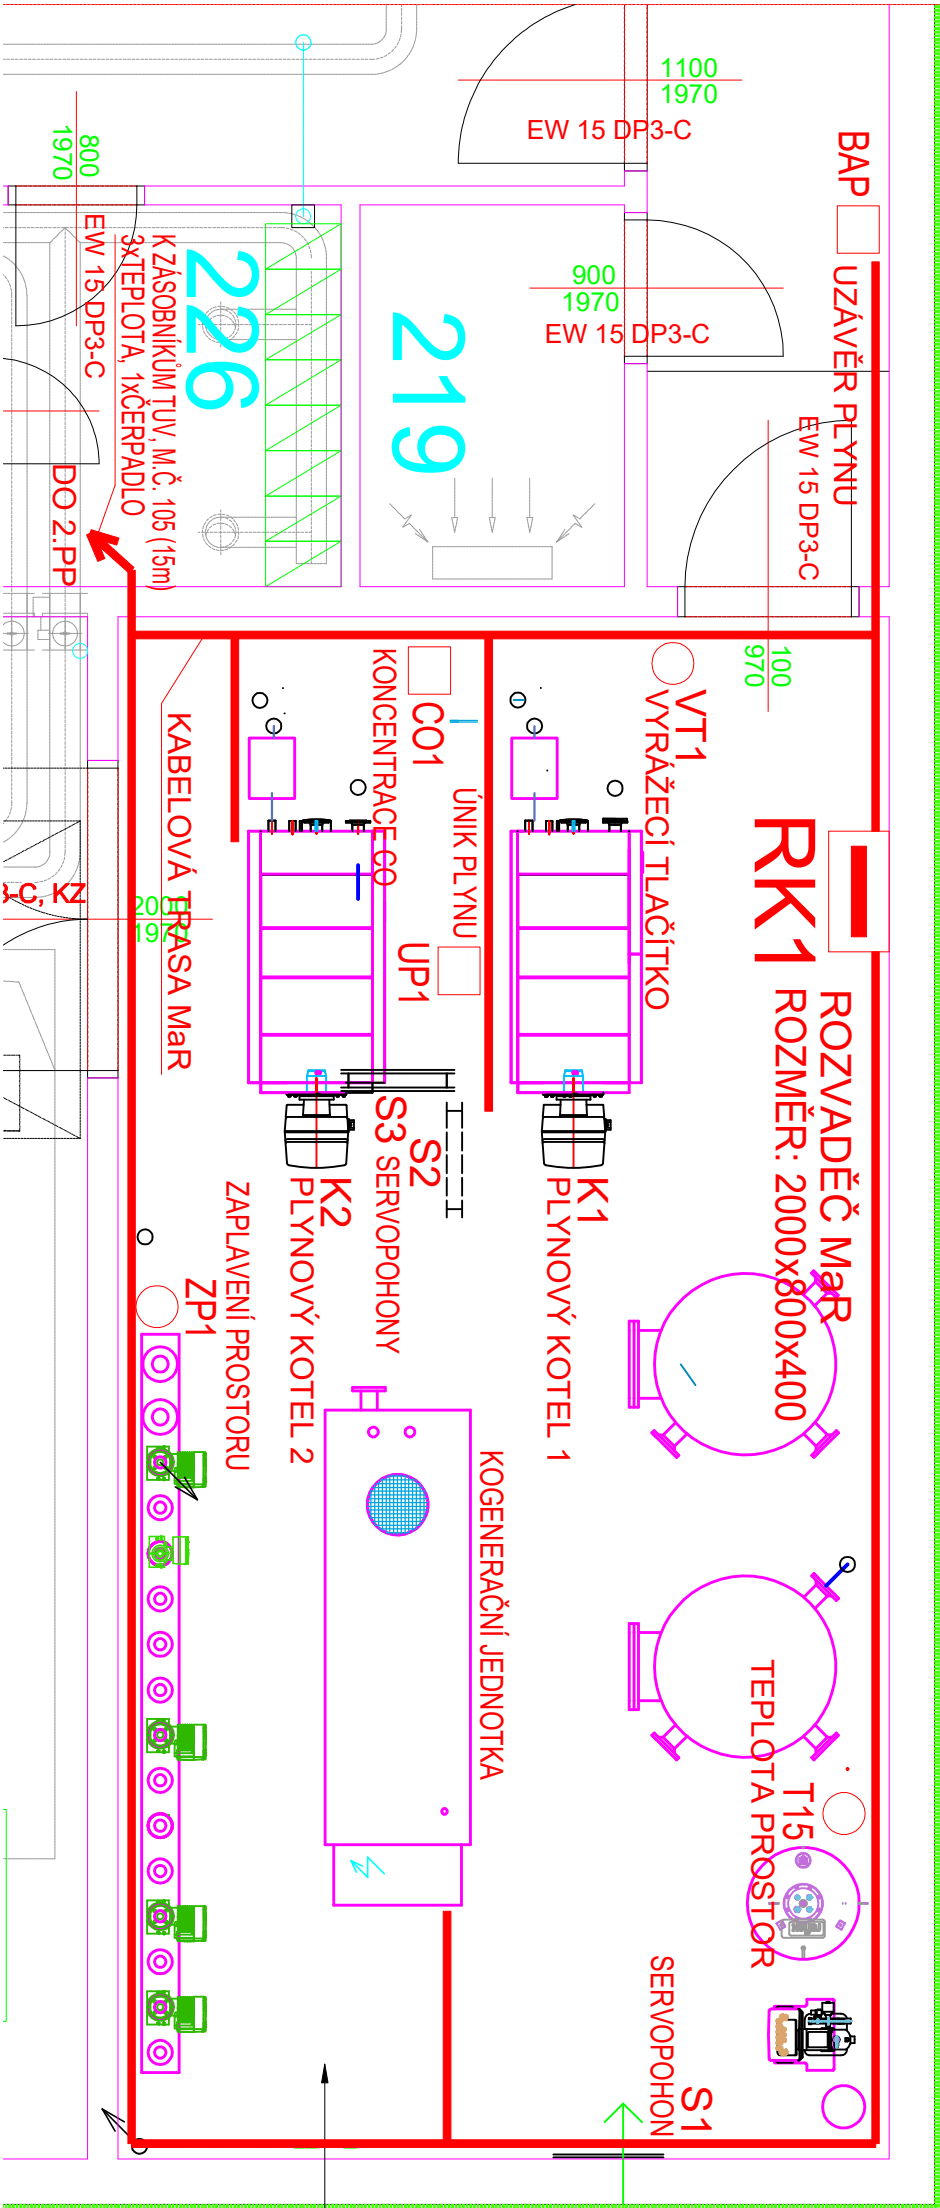 1100
1970
EW 15 DP3-C
BAP
800
1970
EW 15 DP3-C
K ZÁSOBNÍKŮM TUV, M.Č. 105 (15m)
3xTEPLOTA, 1xČERPADLO
226
219
900
1970
EW 15 DP3-C
UZÁVĚR PLYNU
EW 15 DP3-C
DO 2.PP
100
970
VT1
VYRÁŽECÍ TLAČÍTKO
CO1
KONCENTRACE CO
KABELOVÁ TRASA MaR
ÚNIK PLYNU
UP1
RK1
ROZVADĚČ MaR
ROZMĚR: 2000x800x400
3-C, KZ
2000
1970
S2
S3 SERVOPOHONY
K1
PLYNOVÝ KOTEL 1
K2
PLYNOVÝ KOTEL 2
ZAPLAVENÍ PROSTORU
ZP1
KOGENERAČNÍ JEDNOTKA
T15
TEPLOTA PROSTOR
S1
SERVOPOHON